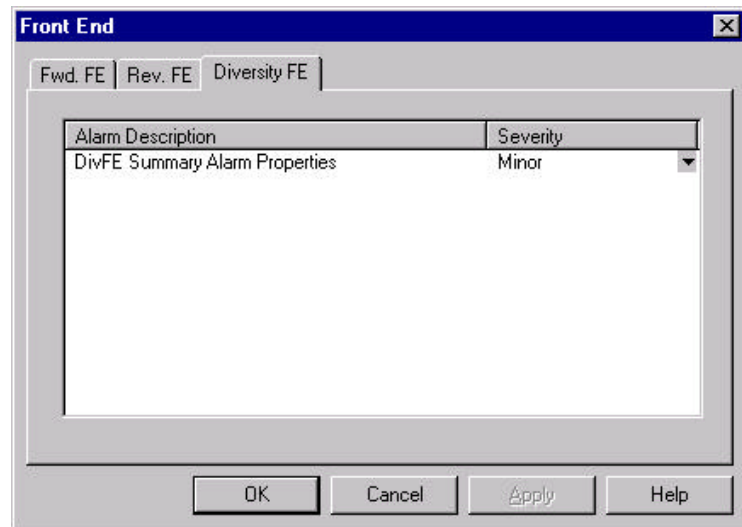 Front End
Fwd. FE Rev. FE Diversity FE
Alarm Description Severity
DivFE Summary Alarm Properties Minor
OK Cancel Apply Help